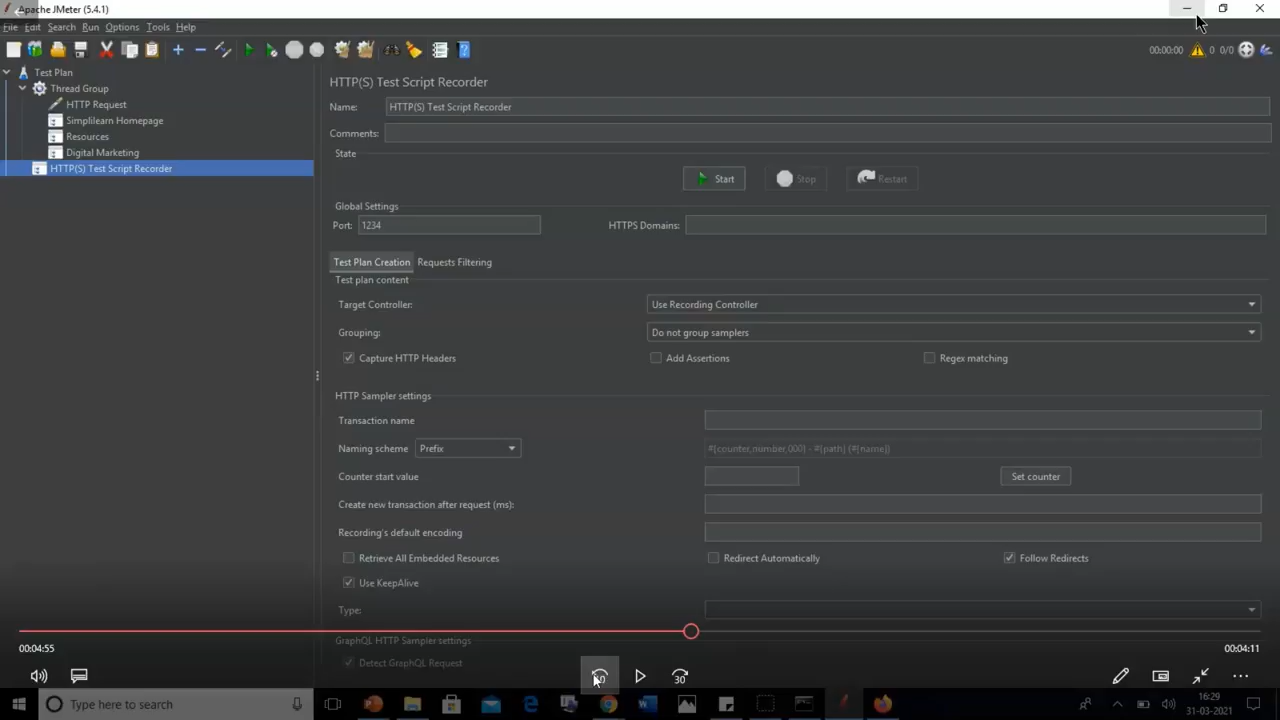 Apache JMeter (5.4.1)
File Edit Search Run Options Tools Help
00:00:00 0 0/0
Test Plan
Thread Group
HTTP Request
Simplilearn Homepage
Resources
Digital Marketing
HTTP(S) Test Script Recorder
HTTP(S) Test Script Recorder
Name: HTTP(S) Test Script Recorder
Comments:
State
Start Stop Restart
Global Settings
Port: 1234 HTTPS Domains:
Test Plan Creation Requests Filtering
Test plan content
Target Controller: Use Recording Controller
Grouping: Do not group samplers
Capture HTTP Headers Add Assertions Regex matching
HTTP Sampler settings
Transaction name
Naming scheme Prefix #{counter,number,000} - #{path} (#{name})
Counter start value Set counter
Create new transaction after request (ms):
Recording's default encoding
Retrieve All Embedded Resources Redirect Automatically Follow Redirects
Use KeepAlive
Type:
GraphQL HTTP Sampler settings
Detect GraphQL Request
00:04:55 00:04:11
30
Type here to search
16:29
31-03-2021